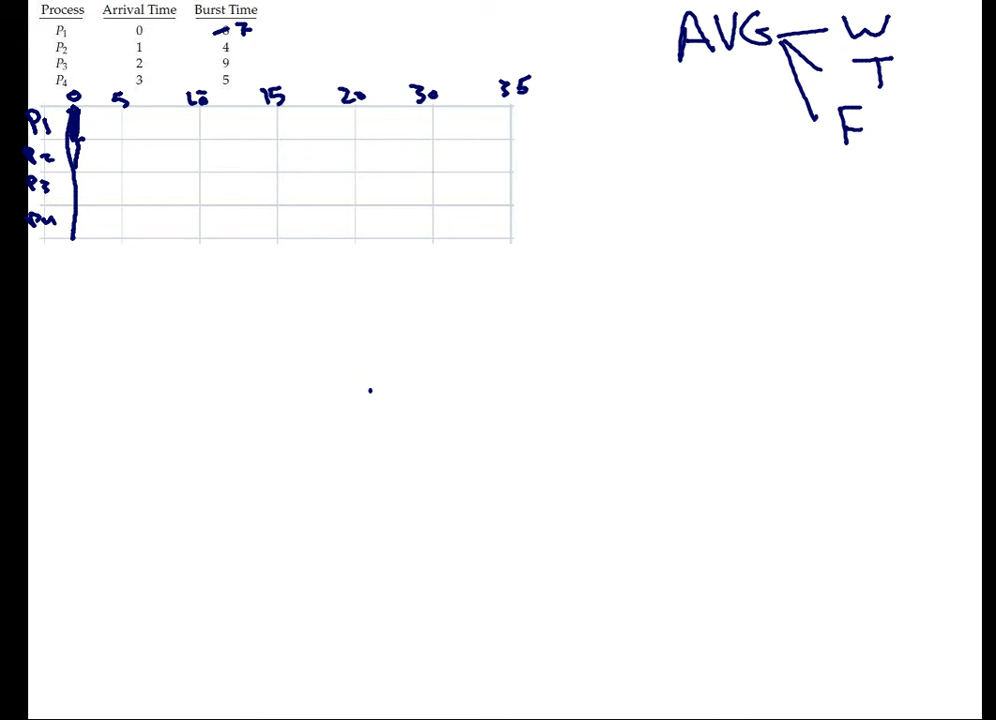 Process Arrival Time Burst Time
P1 0 7
P2 1 4
P3 2 9
P4 3 5
0 5 10 15 20 30 35
P1
P2
P3
P4
AVG W
T
F